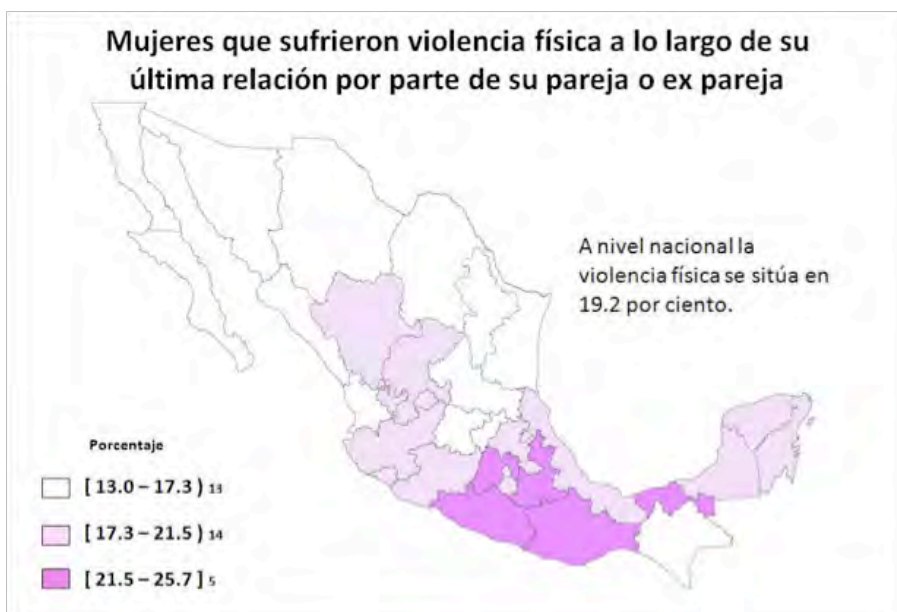 Mujeres que sufrieron violencia física a lo largo de su
última relación por parte de su pareja o ex pareja
A nivel nacional la
violencia física se sitúa en
19.2 por ciento.
Porcentaje
[ 13.0 – 17.3 ) 13
[ 17.3 – 21.5 ) 14
[ 21.5 – 25.7 ] 5